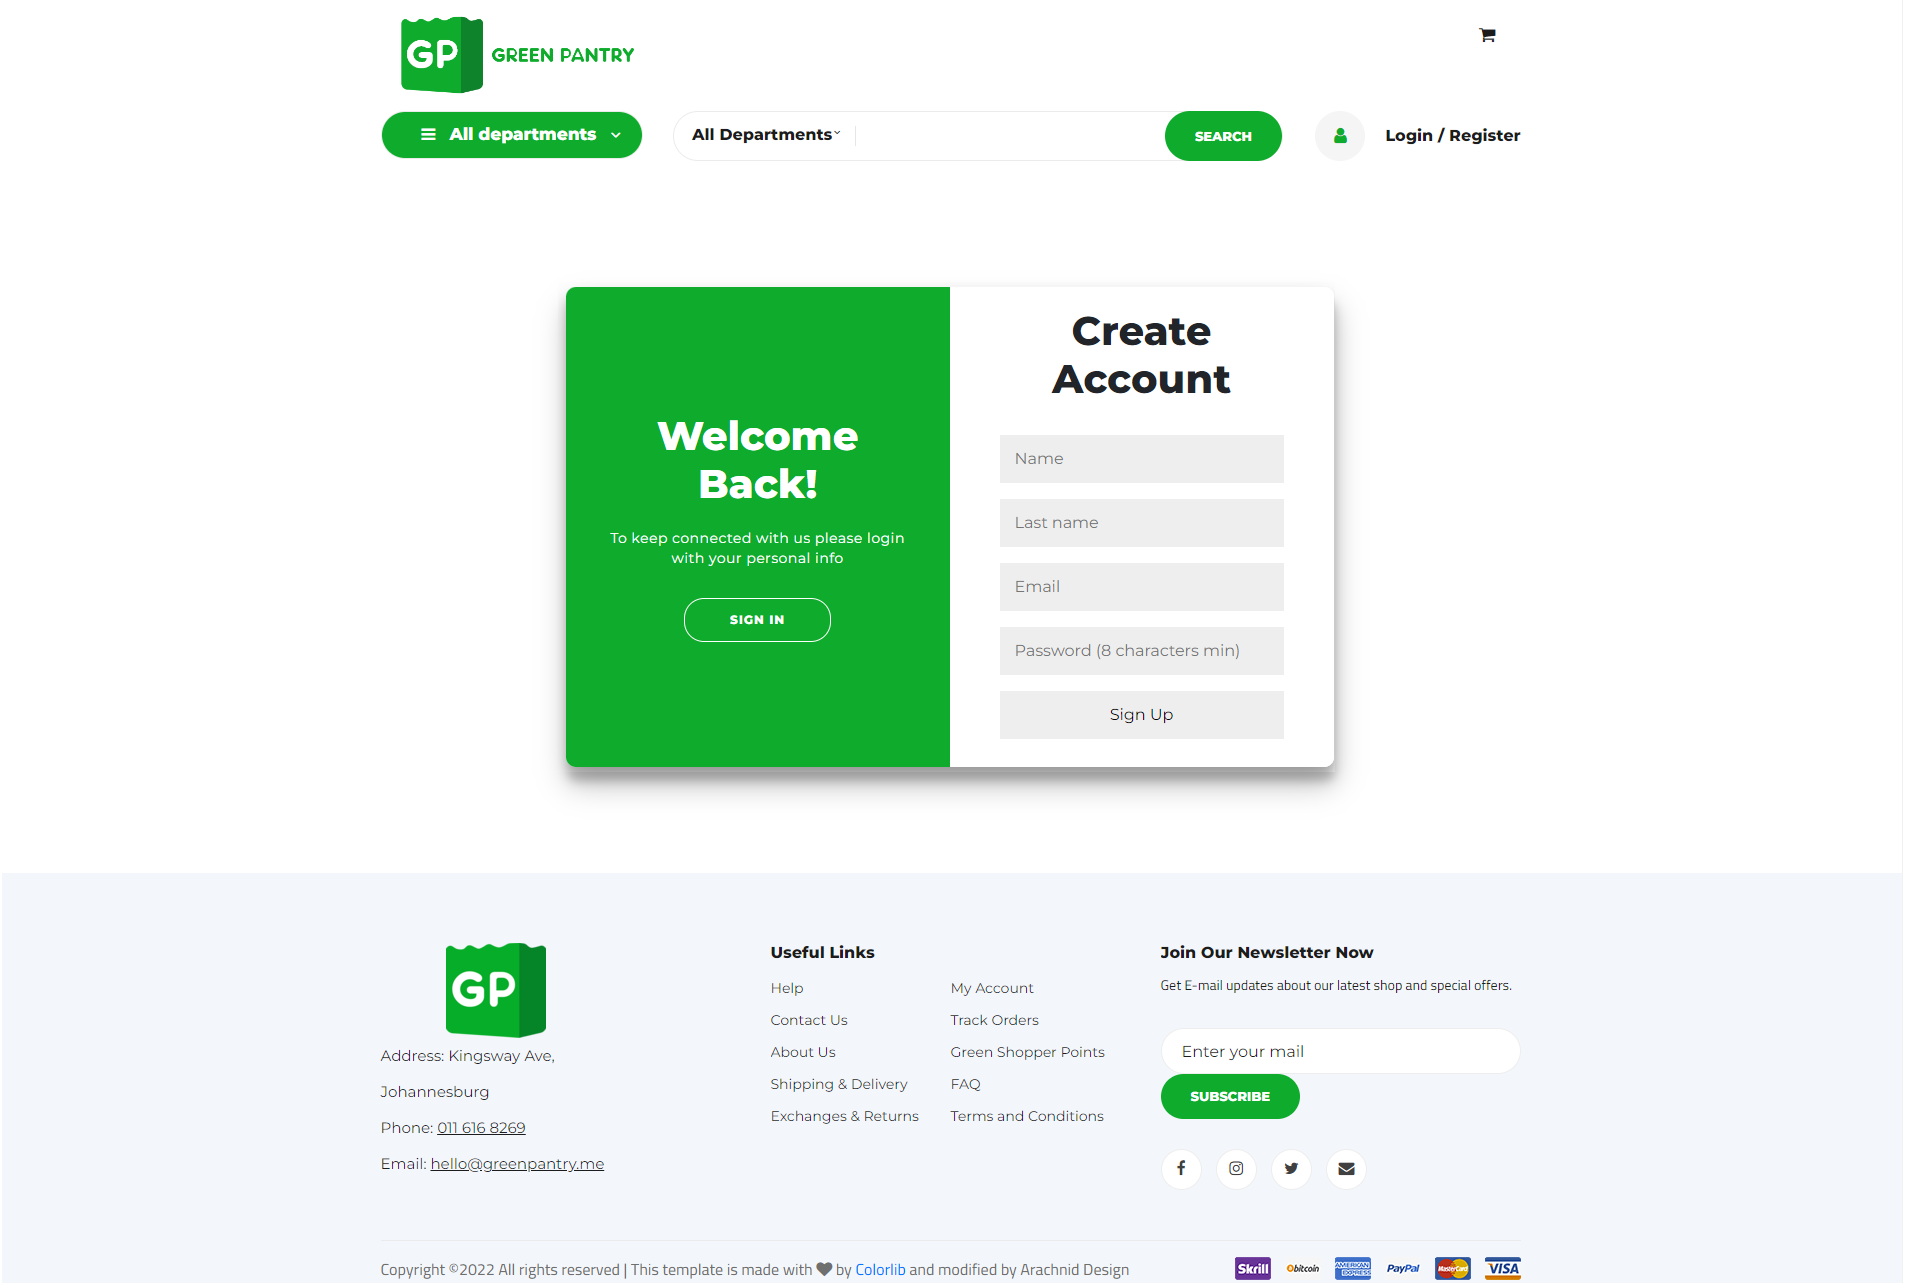 GP GREEN PANTRY
All departments
All Departments
SEARCH
Login / Register
Welcome
Back!
To keep connected with us please login
with your personal info
SIGN IN
Create
Account
Name
Last name
Email
Password (8 characters min)
Sign Up
GP
Address: Kingsway Ave,
Johannesburg
Phone: 011 616 8269
Email: hello@greenpantry.me
Useful Links
Help
Contact Us
About Us
Shipping & Delivery
Exchanges & Returns
My Account
Track Orders
Green Shopper Points
FAQ
Terms and Conditions
Join Our Newsletter Now
Get E-mail updates about our latest shop and special offers.
Enter your mail
SUBSCRIBE
Copyright ©2022 All rights reserved | This template is made with ♥ by Colorlib and modified by Arachnid Design
Skrill bitcoin AMERICAN EXPRESS PayPal MasterCard VISA